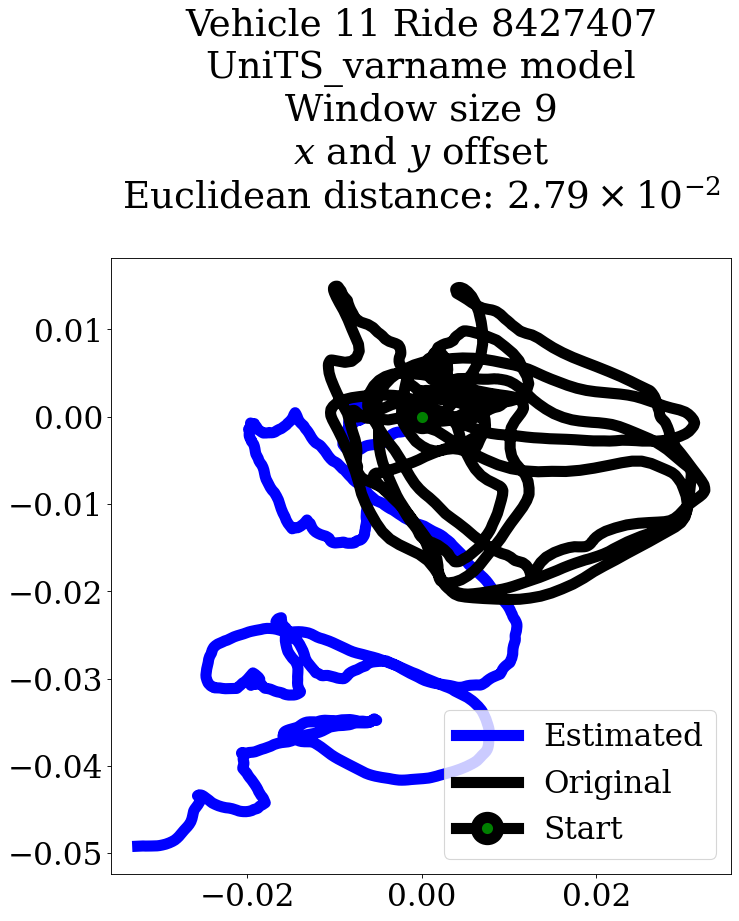 Vehicle 11 Ride 8427407
UniTS_varname model
Window size 9
x and y offset
Euclidean distance: 2.79 × 10⁻²
0.01
0.00
−0.01
−0.02
−0.03
−0.04
−0.05
Estimated
Original
Start
−0.02 0.00 0.02